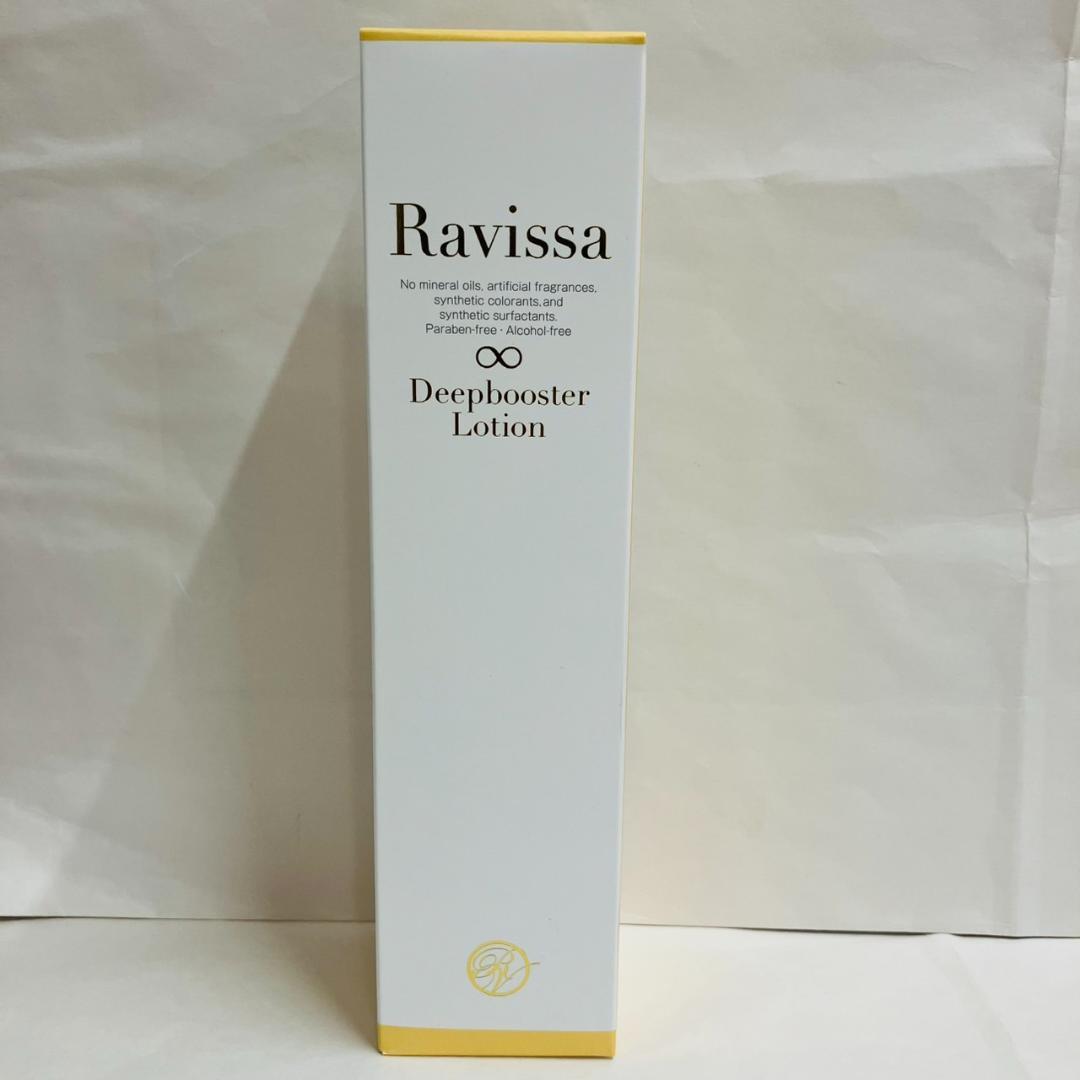 Ravissa
No mineral oils, artificial fragrances,
synthetic colorants,and
synthetic surfactants.
Paraben-free · Alcohol-free
∞
Deepbooster
Lotion